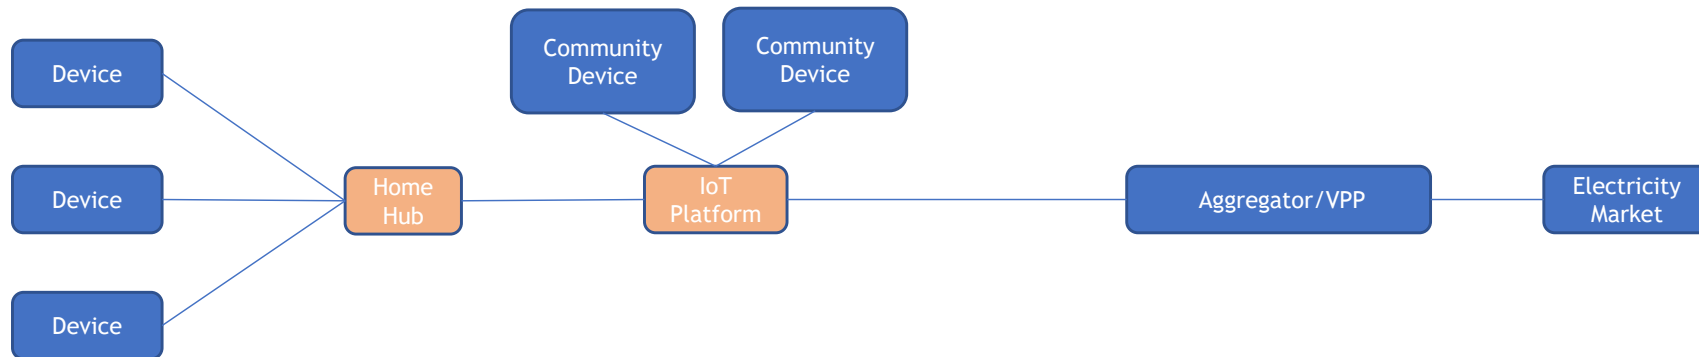 Device
Device
Device
Home
Hub
Community
Device
Community
Device
IoT
Platform
Aggregator/VPP
Electricity
Market